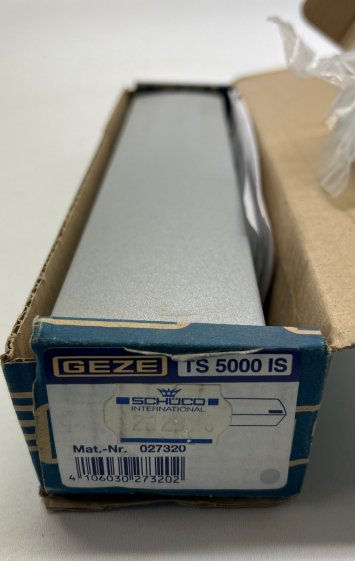 GEZE TS 5000 IS
SCHÜCO
INTERNATIONAL
Mat.-Nr. 027320
4 106030 273202